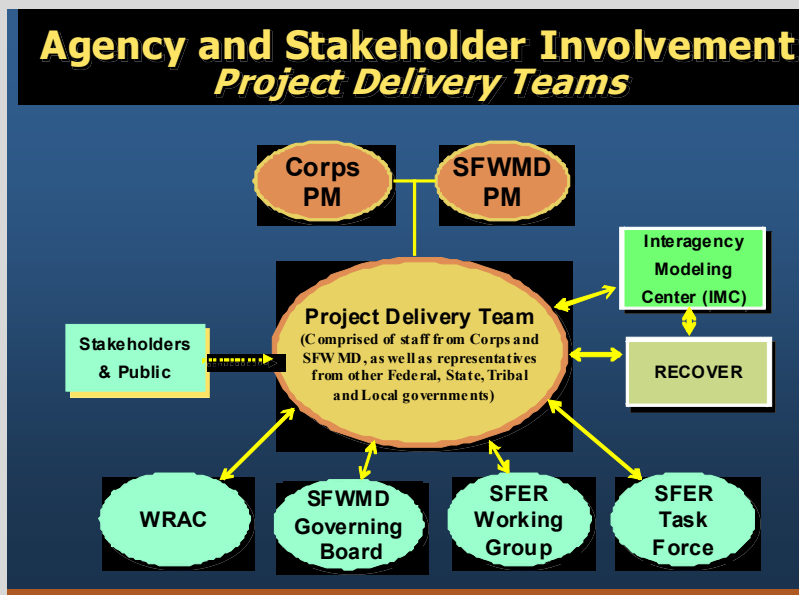 Agency and Stakeholder Involvement
Project Delivery Teams
Corps
PM
SFWMD
PM
Interagency
Modeling
Center (IMC)
Project Delivery Team
(Comprised of staff from Corps and
SFWMD, as well as representatives
from other Federal, State, Tribal
and Local governments)
Stakeholders
& Public
RECOVER
WRAC
SFWMD
Governing
Board
SFER
Working
Group
SFER
Task
Force